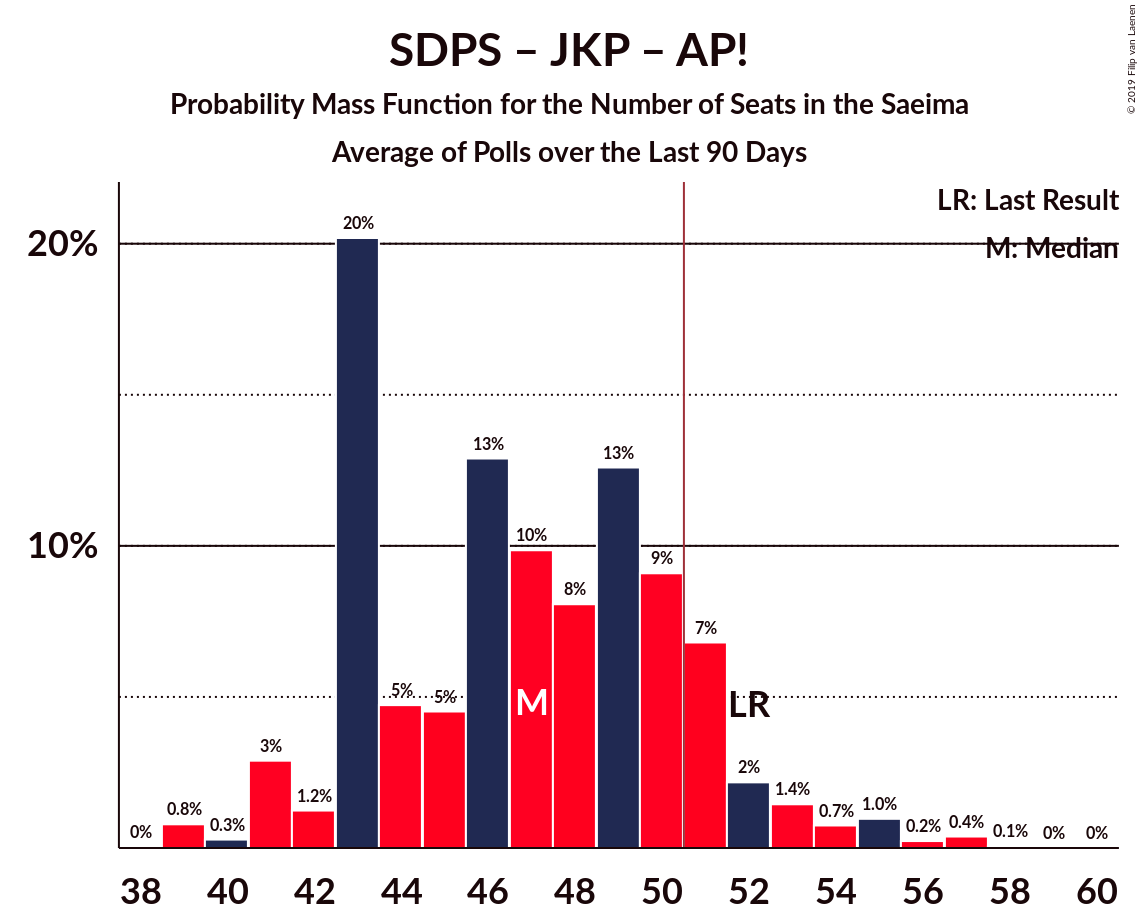 SDPS – JKP – AP!
Probability Mass Function for the Number of Seats in the Saeima
Average of Polls over the Last 90 Days
© 2019 Filip van Laenen
LR: Last Result
M: Median
20%
10%
0%
0.8%
0.3%
3%
1.2%
20%
5%
5%
13%
10%
8%
13%
9%
7%
2%
1.4%
0.7%
1.0%
0.2%
0.4%
0.1%
0%
0%
M
LR
38 40 42 44 46 48 50 52 54 56 58 60